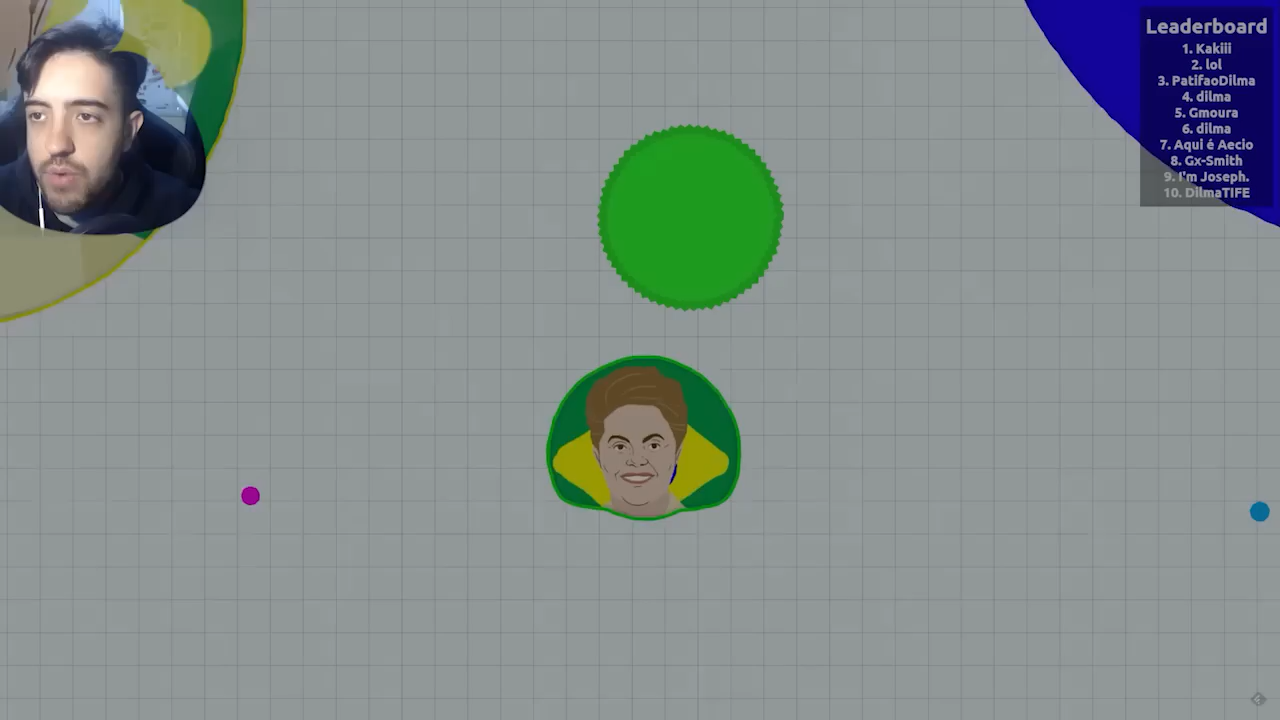 Leaderboard
1. Kakiii
2. lol
3. PatifaoDilma
4. dilma
5. Gmoura
6. dilma
7. Aqui é Aecio
8. Gx-Smith
9. I'm Joseph.
10. DilmaTIFE